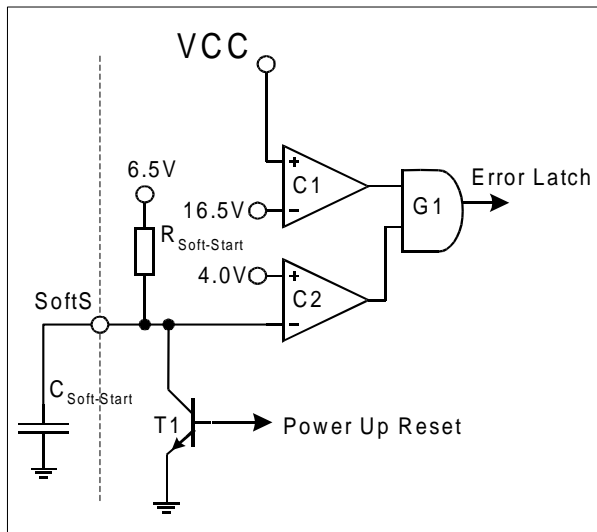 VCC
6.5V
+
C1
Error Latch
G1
16.5V
-
R Soft-Start
4.0V
+
C2
SoftS
-
C Soft-Start
T1
Power Up Reset